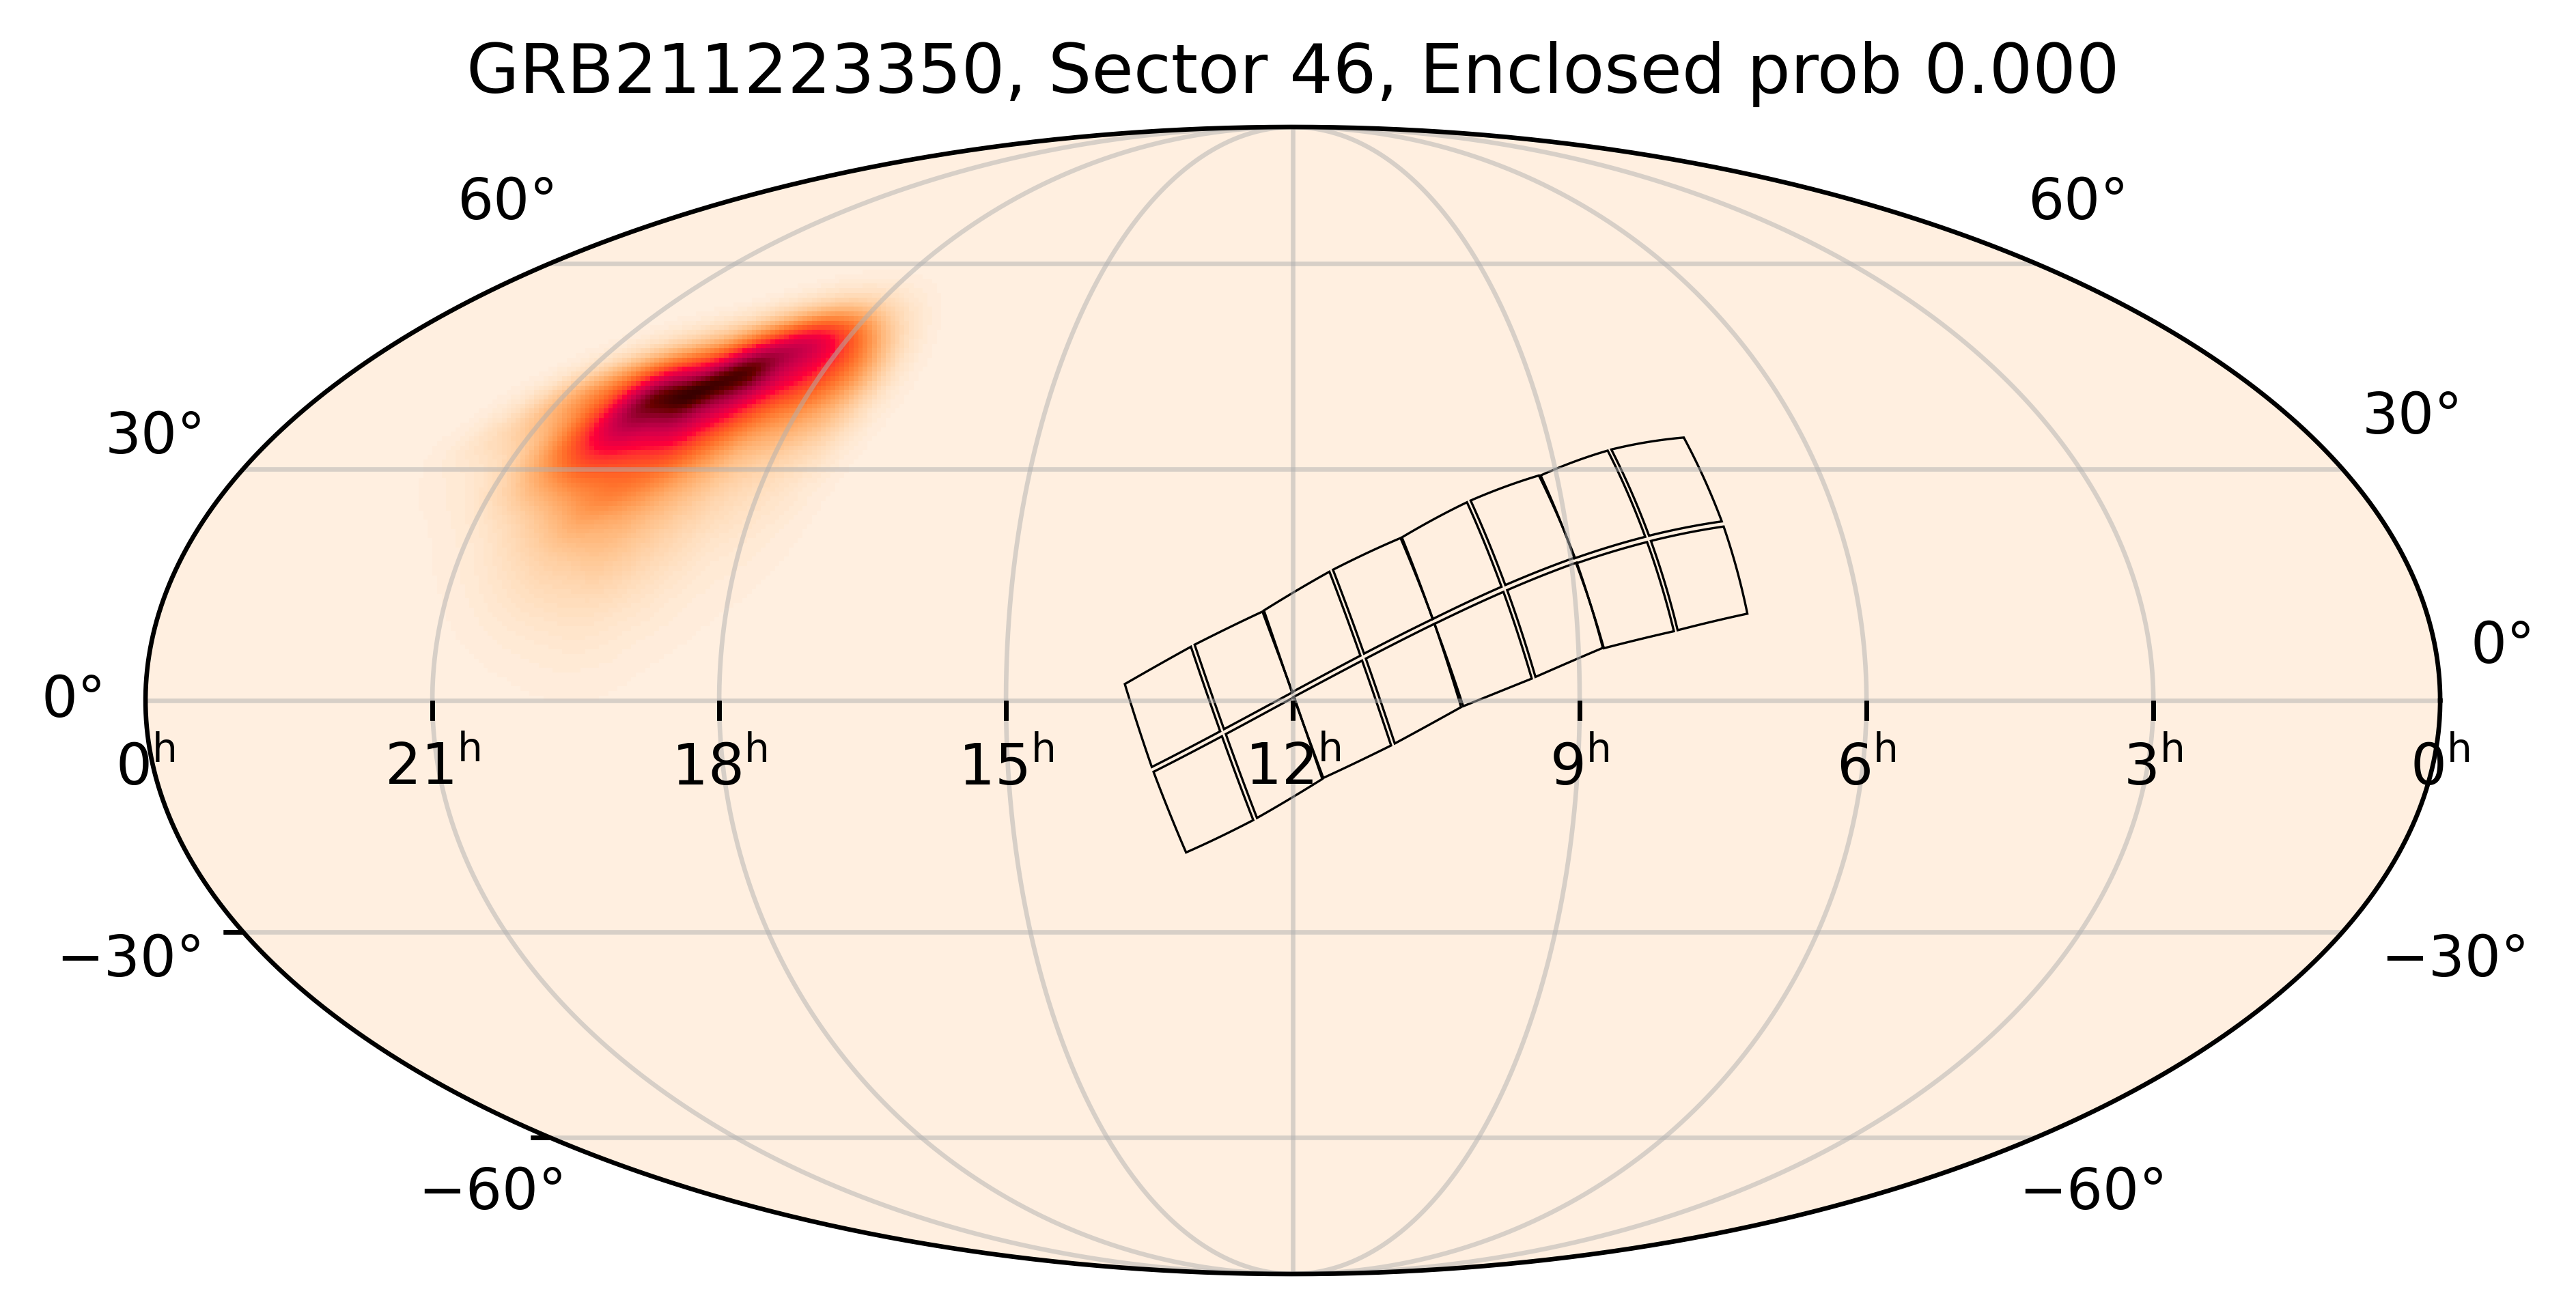 GRB211223350, Sector 46, Enclosed prob 0.000
60° 60°
30° 30°
0° 0°
0h 21h 18h 15h 12h 9h 6h 3h 0h
−30° −30°
−60° −60°